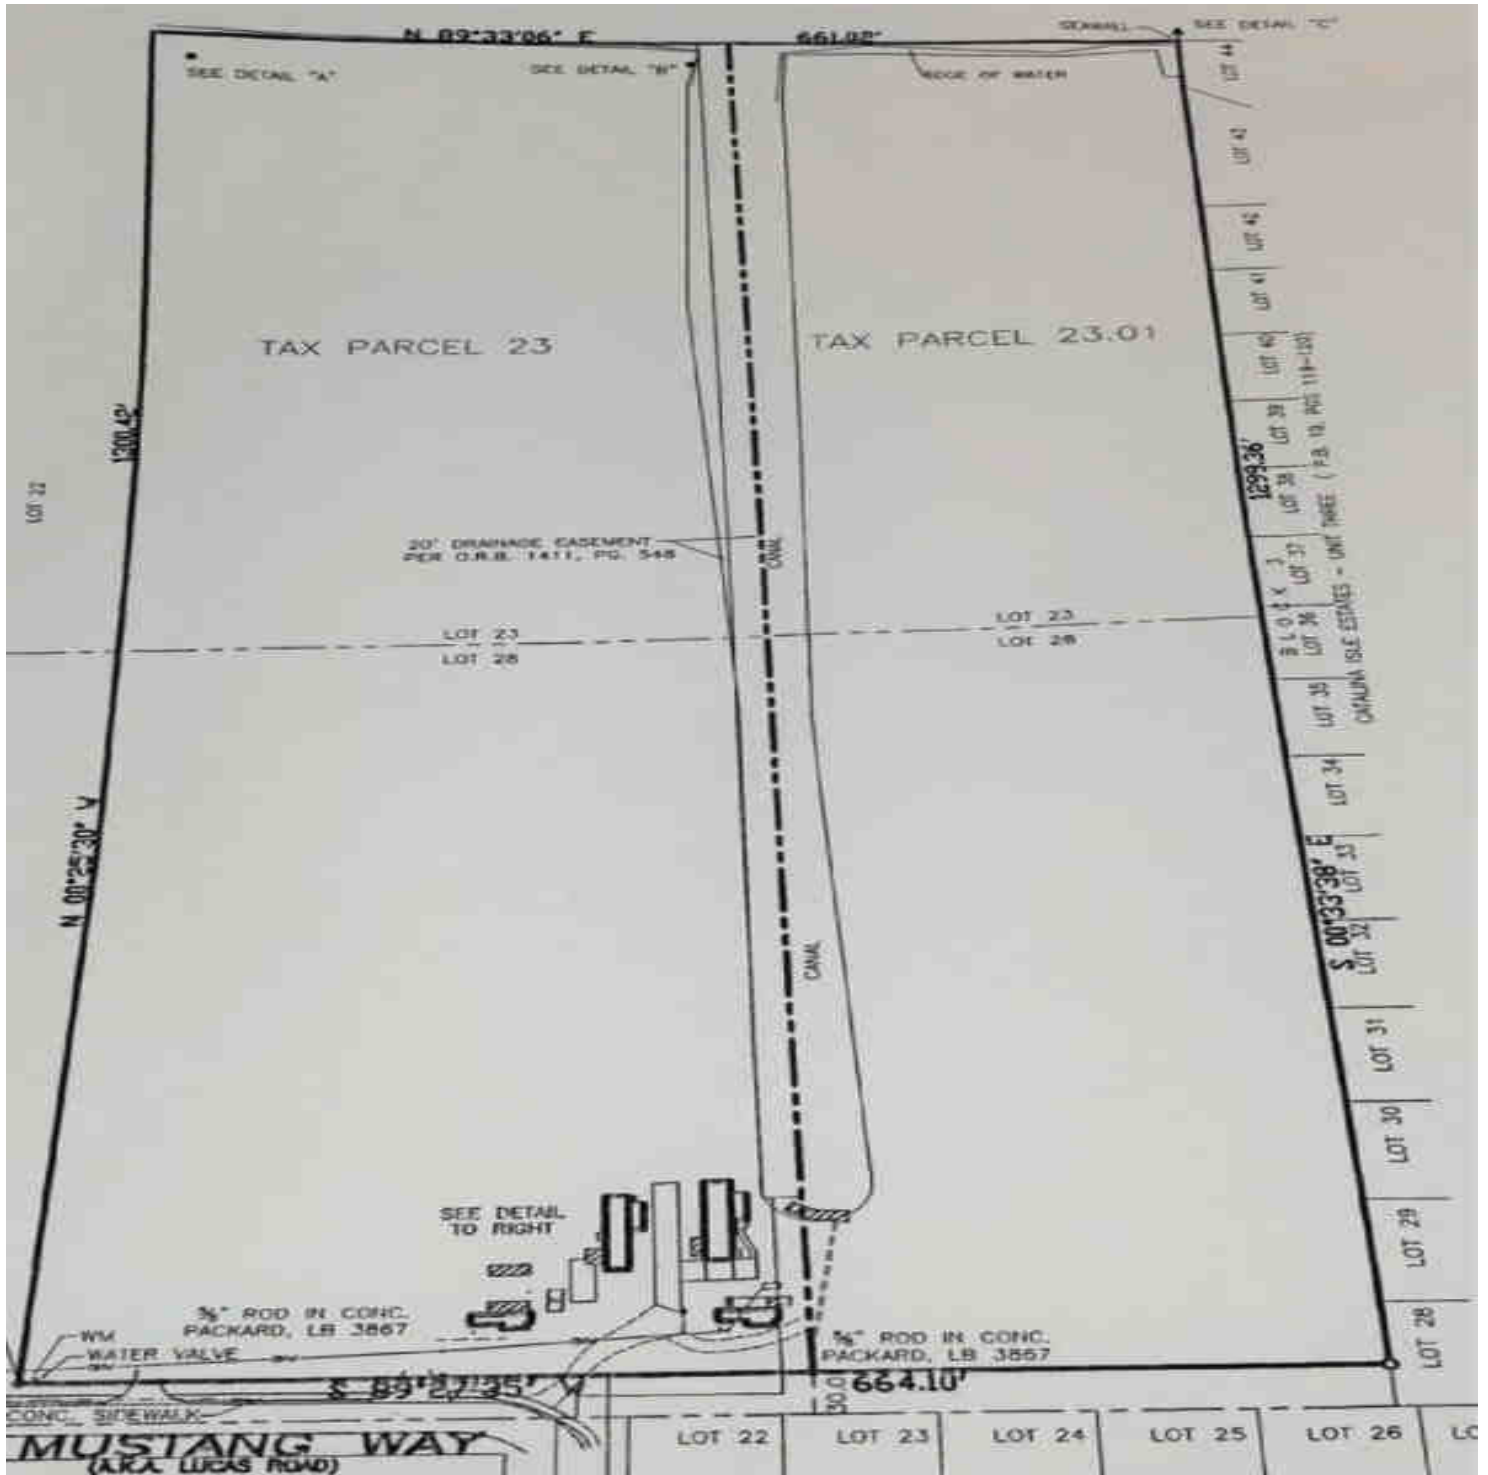 N 89°33'06" E
661.02'
SEAWALL
SEE DETAIL "C"
SEE DETAIL "A"
SEE DETAIL "B"
EDGE OF WATER
LOT 44
LOT 43
LOT 42
LOT 41
LOT 40
LOT 39
LOT 38
LOT 37
LOT 36
LOT 35
LOT 34
LOT 33
LOT 32
LOT 31
LOT 30
LOT 29
LOT 28
BLOCK 3
CATALINA ISLE ESTATES - UNIT THREE (P.B. 19, PGS 119-120)
TAX PARCEL 23
TAX PARCEL 23.01
1300.42'
1299.36'
LOT 22
20' DRAINAGE EASEMENT
PER O.R.B. 1411, PG. 548
CANAL
LOT 23
LOT 28
LOT 23
LOT 28
N 00°25'30" W
S 00°33'38" E
CANAL
SEE DETAIL
TO RIGHT
⅝" ROD IN CONC.
PACKARD, LB 3867
WM
WATER VALVE
⅝" ROD IN CONC.
PACKARD, LB 3867
S 89°27'35"
664.10'
CONC. SIDEWALK
MUSTANG WAY
(A.K.A. LUCAS ROAD)
LOT 22
LOT 23
LOT 24
LOT 25
LOT 26